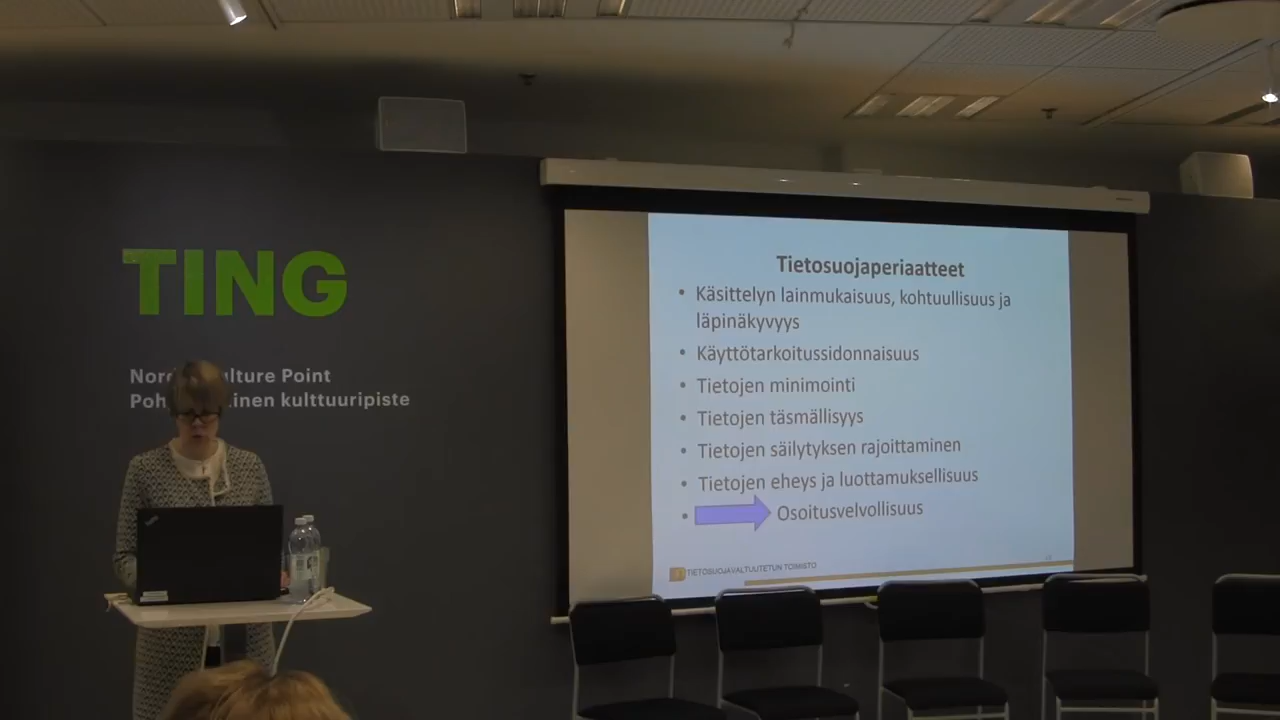 TING
Nord ulture Point
Poh inen kulttuuripiste
Tietosuojaperiaatteet
• Käsittelyn lainmukaisuus, kohtuullisuus ja
läpinäkyvyys
• Käyttötarkoitussidonnaisuus
• Tietojen minimointi
• Tietojen täsmällisyys
• Tietojen säilytyksen rajoittaminen
• Tietojen eheys ja luottamuksellisuus
• Osoitusvelvollisuus
TIETOSUOJAVALTUUTETUN TOIMISTO